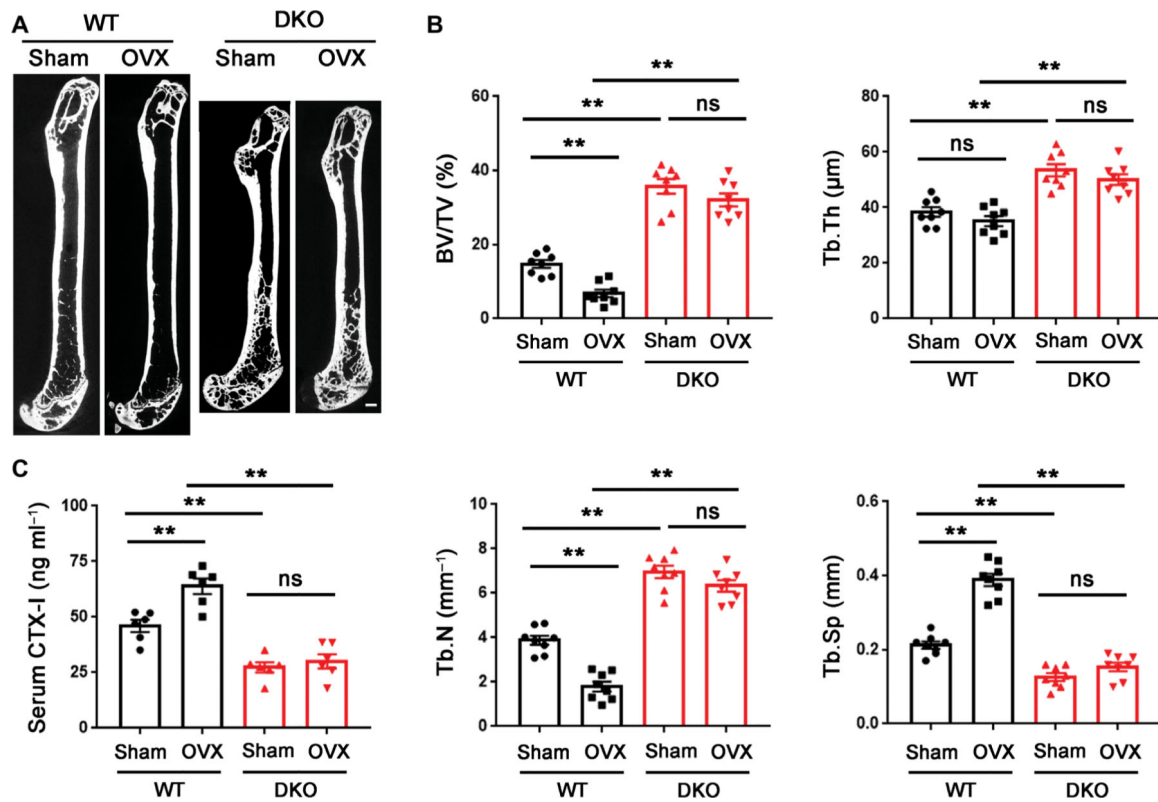 A
WT
DKO
Sham
OVX
Sham
OVX
B
**
**
ns
**
60
40
20
0
BV/TV (%)
Sham
OVX
Sham
OVX
WT
DKO
**
**
ns
ns
80
60
40
20
0
Tb.Th (µm)
Sham
OVX
Sham
OVX
WT
DKO
C
**
**
**
ns
100
75
50
25
0
Serum CTX-I (ng ml⁻¹)
Sham
OVX
Sham
OVX
WT
DKO
**
**
ns
**
10
8
6
4
2
0
Tb.N (mm⁻¹)
Sham
OVX
Sham
OVX
WT
DKO
**
**
**
ns
0.6
0.4
0.2
0.0
Tb.Sp (mm)
Sham
OVX
Sham
OVX
WT
DKO